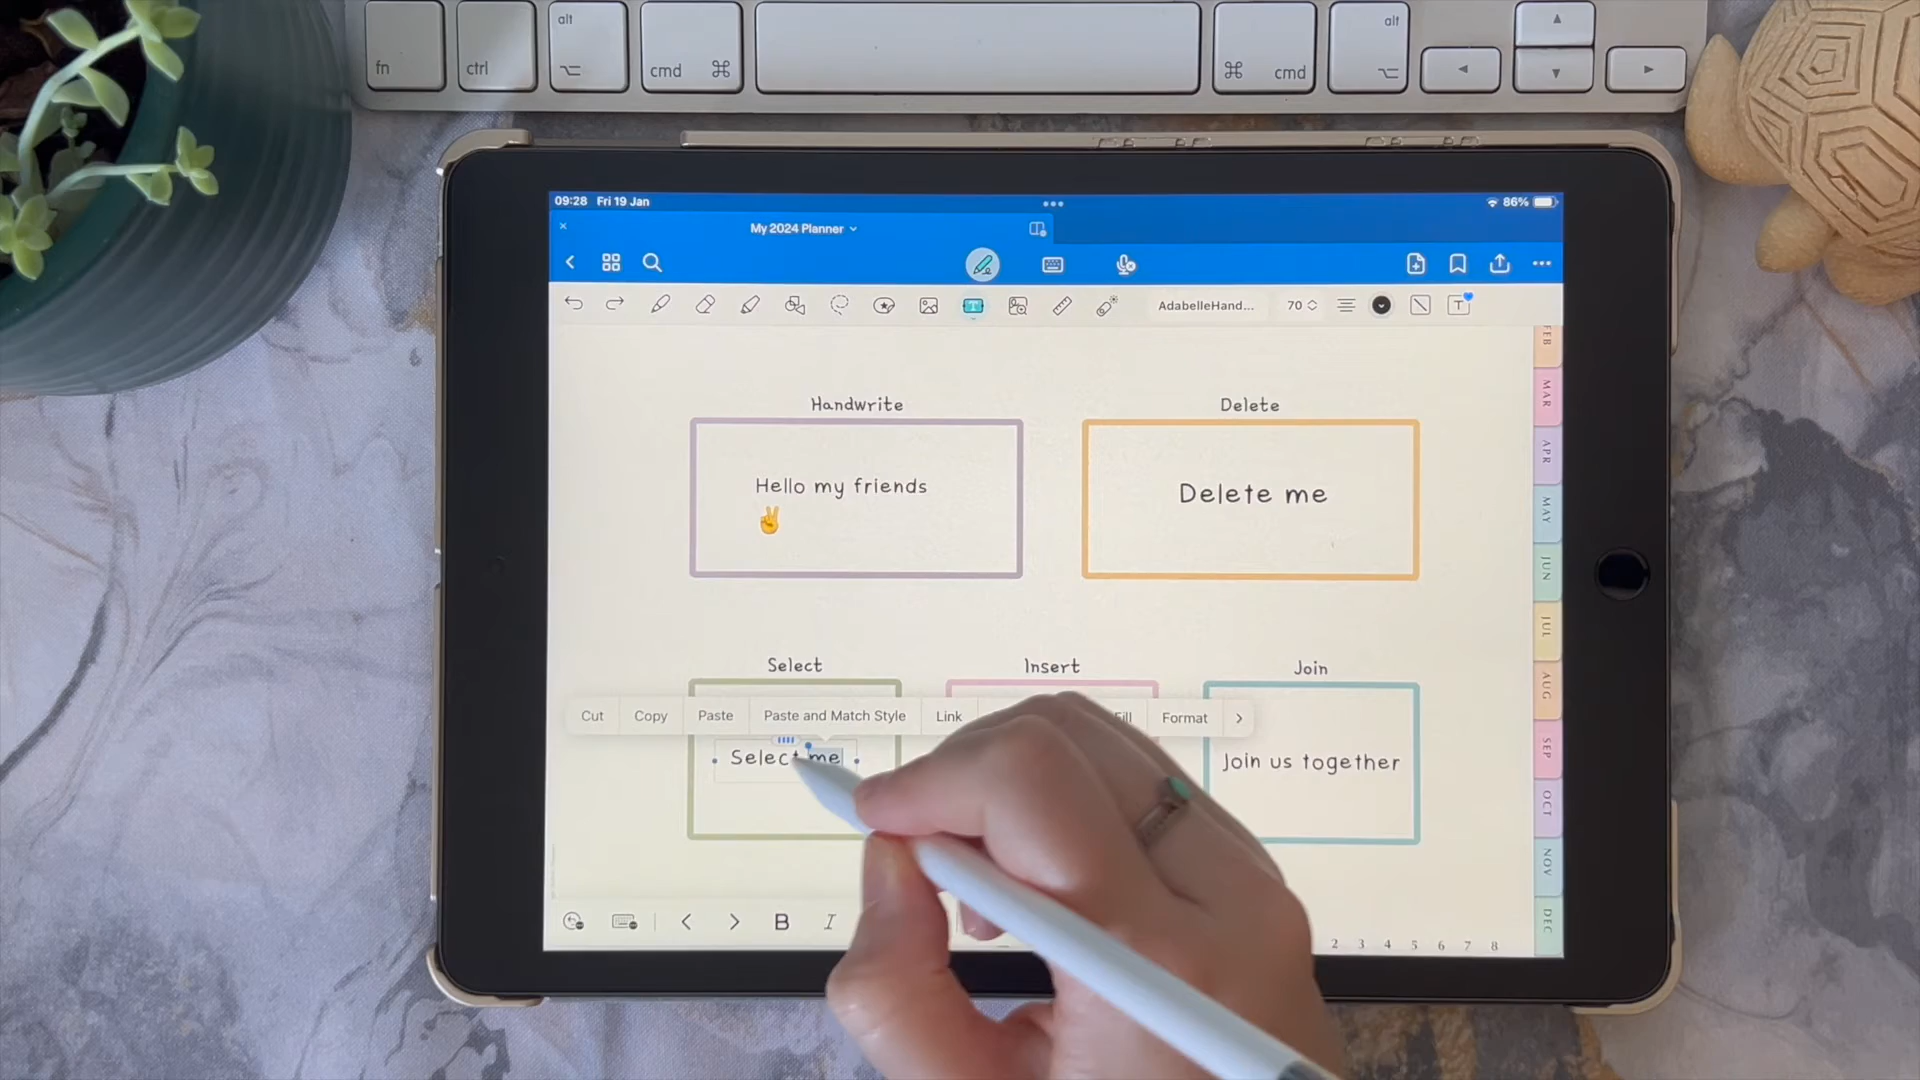 alt
alt
fn
ctrl
cmd
cmd
09:28 Fri 19 Jan
86%
My 2024 Planner
AdabelleHand...
70
FEB
Handwrite
Delete
MAR
Hello my friends
✌️
Delete me
APR
MAY
JUN
JUL
Select
Insert
Join
AUG
Cut
Copy
Paste
Paste and Match Style
Link
Fill
Format
Select me
Join us together
SEP
OCT
NOV
DEC
B
I
2 3 4 5 6 7 8